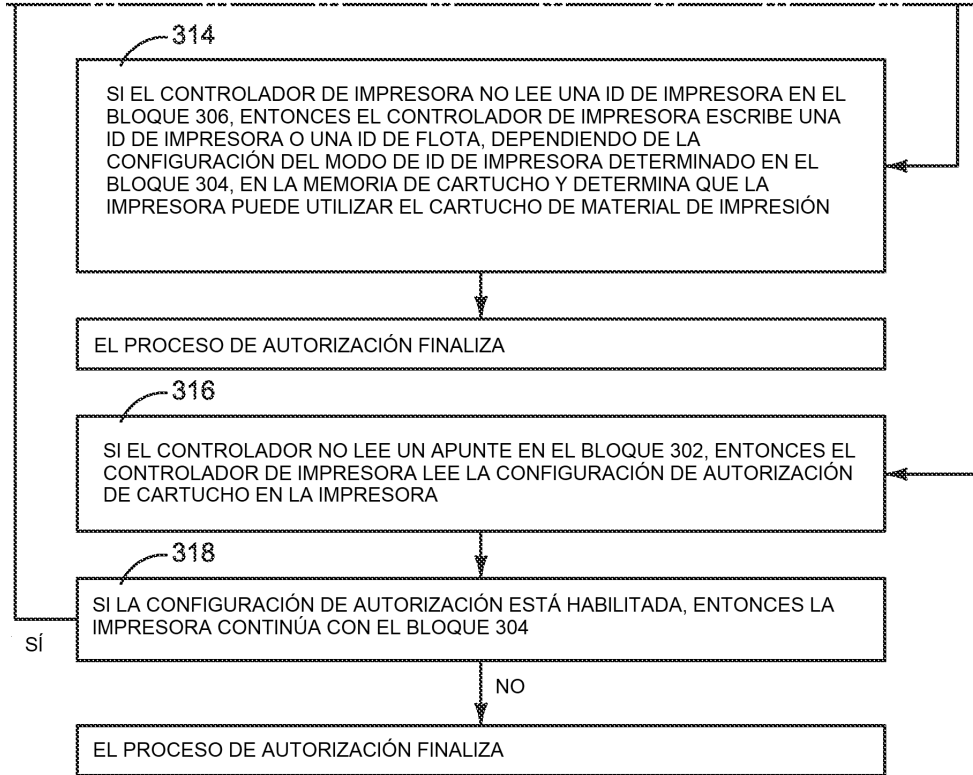 314
SI EL CONTROLADOR DE IMPRESORA NO LEE UNA ID DE IMPRESORA EN EL
BLOQUE 306, ENTONCES EL CONTROLADOR DE IMPRESORA ESCRIBE UNA
ID DE IMPRESORA O UNA ID DE FLOTA, DEPENDIENDO DE LA
CONFIGURACIÓN DEL MODO DE ID DE IMPRESORA DETERMINADO EN EL
BLOQUE 304, EN LA MEMORIA DE CARTUCHO Y DETERMINA QUE LA
IMPRESORA PUEDE UTILIZAR EL CARTUCHO DE MATERIAL DE IMPRESIÓN
EL PROCESO DE AUTORIZACIÓN FINALIZA
316
SI EL CONTROLADOR NO LEE UN APUNTE EN EL BLOQUE 302, ENTONCES EL
CONTROLADOR DE IMPRESORA LEE LA CONFIGURACIÓN DE AUTORIZACIÓN
DE CARTUCHO EN LA IMPRESORA
318
SI LA CONFIGURACIÓN DE AUTORIZACIÓN ESTÁ HABILITADA, ENTONCES LA
IMPRESORA CONTINÚA CON EL BLOQUE 304
SÍ
NO
EL PROCESO DE AUTORIZACIÓN FINALIZA